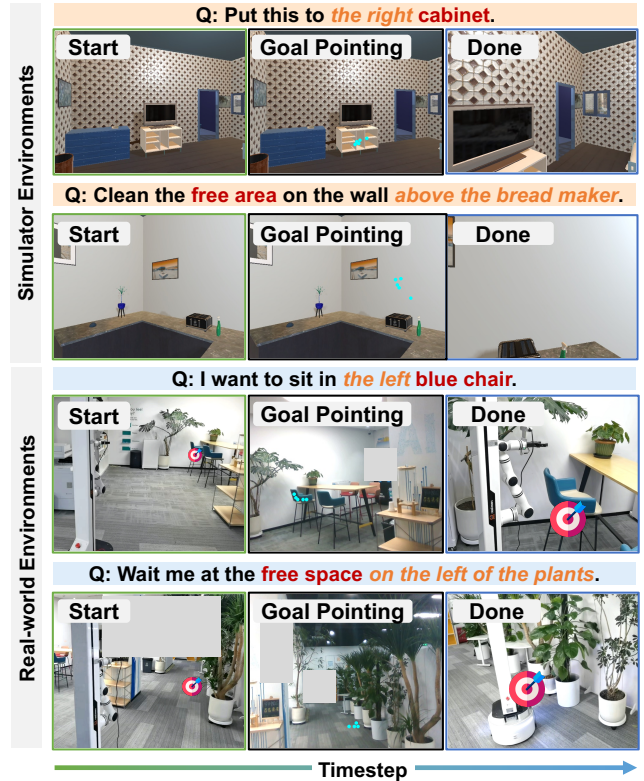 Simulator Environments
Q: Put this to the right cabinet.
Start
Goal Pointing
Done
Q: Clean the free area on the wall above the bread maker.
Start
Goal Pointing
Done
Real-world Environments
Q: I want to sit in the left blue chair.
Start
Goal Pointing
Done
Q: Wait me at the free space on the left of the plants.
Start
Goal Pointing
Done
Timestep